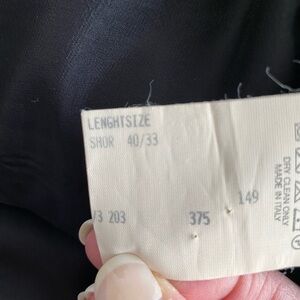 LENGHTSIZE
SHOR 40/33
149
/3 203 375
DRY CLEAN ONLY
MADE IN ITALY